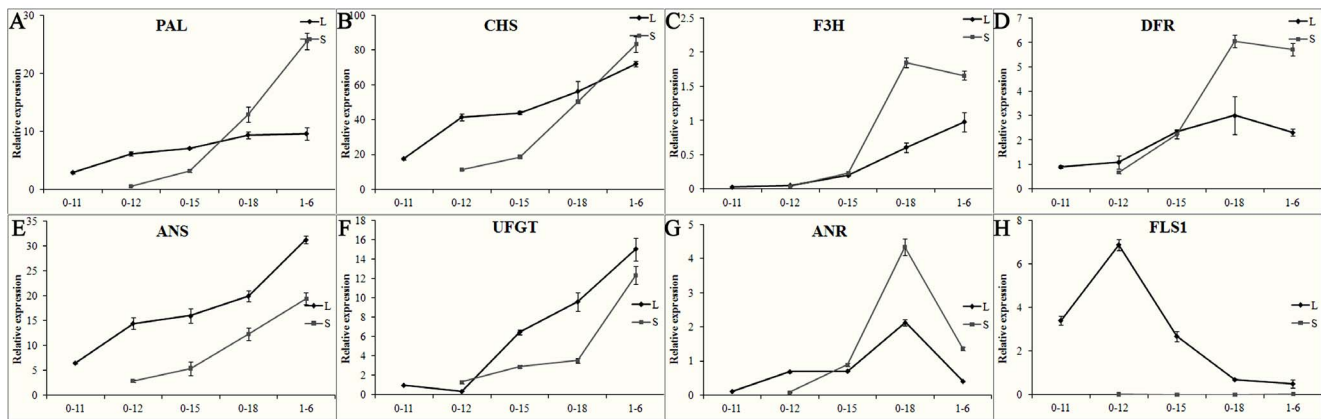 A PAL
L
S
Relative expression
30
20
10
0
0-11 0-12 0-15 0-18 1-6
B CHS
L
S
Relative expression
100
80
60
40
20
0
0-11 0-12 0-15 0-18 1-6
C F3H
L
S
Relative expression
2.5
2
1.5
1
0.5
0
0-11 0-12 0-15 0-18 1-6
D DFR
L
S
Relative expression
7
6
5
4
3
2
1
0
0-11 0-12 0-15 0-18 1-6
E ANS
L
S
Relative expression
35
30
25
20
15
10
5
0
0-11 0-12 0-15 0-18 1-6
F UFGT
L
S
Relative expression
18
16
14
12
10
8
6
4
2
0
0-11 0-12 0-15 0-18 1-6
G ANR
L
S
Relative expression
5
4
3
2
1
0
0-11 0-12 0-15 0-18 1-6
H FLS1
L
S
Relative expression
8
6
4
2
0
0-11 0-12 0-15 0-18 1-6